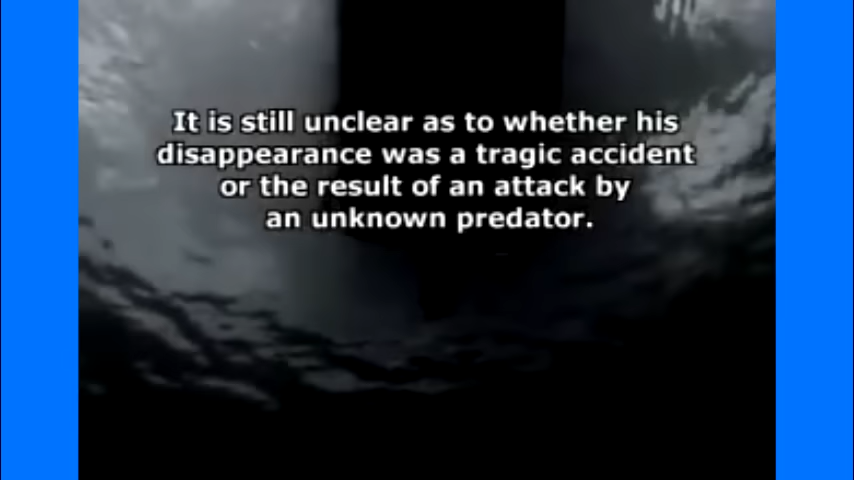 It is still unclear as to whether his
disappearance was a tragic accident
or the result of an attack by
an unknown predator.